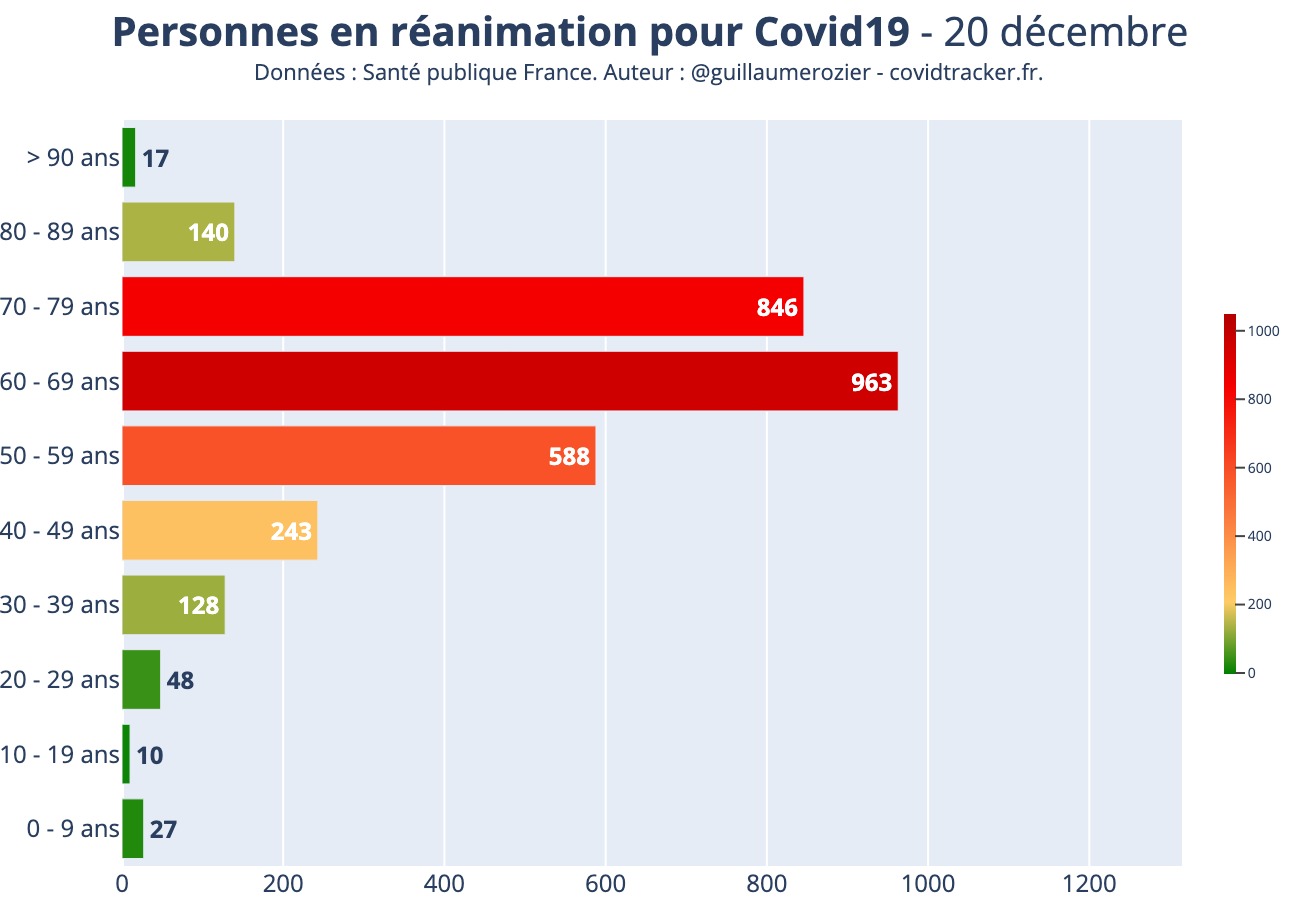 Personnes en réanimation pour Covid19 - 20 décembre
Données : Santé publique France. Auteur : @guillaumerozier - covidtracker.fr.
> 90 ans 17
80 - 89 ans 140
70 - 79 ans 846
60 - 69 ans 963
50 - 59 ans 588
40 - 49 ans 243
30 - 39 ans 128
20 - 29 ans 48
10 - 19 ans 10
0 - 9 ans 27
0 200 400 600 800 1000 1200
1000
800
600
400
200
0